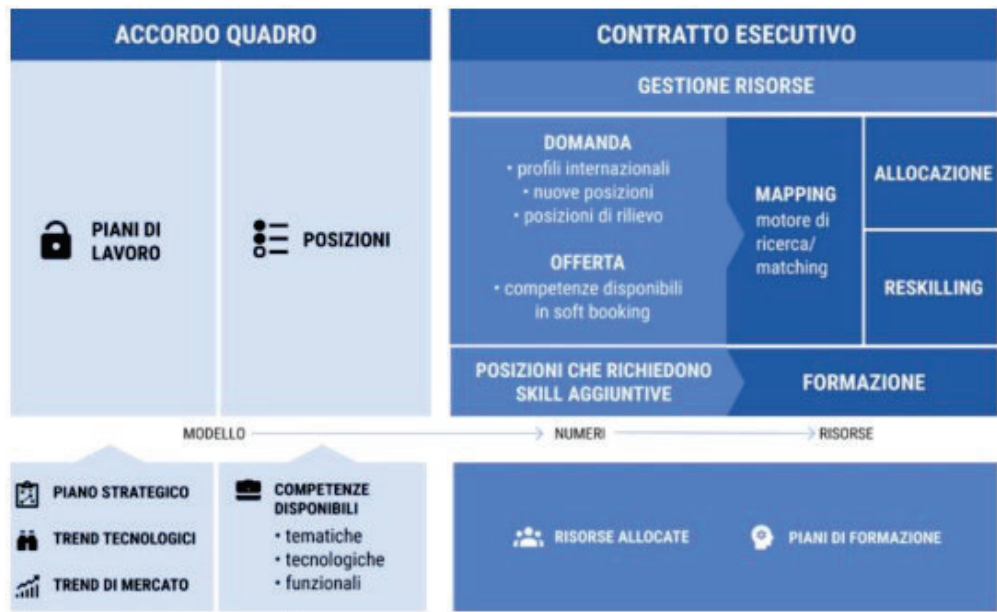 ACCORDO QUADRO
PIANI DI
LAVORO
POSIZIONI
CONTRATTO ESECUTIVO
GESTIONE RISORSE
DOMANDA
• profili internazionali
• nuove posizioni
• posizioni di rilievo
OFFERTA
• competenze disponibili
in soft booking
MAPPING
motore di
ricerca/
matching
ALLOCAZIONE
RESKILLING
POSIZIONI CHE RICHIEDONO
SKILL AGGIUNTIVE
FORMAZIONE
MODELLO
NUMERI
RISORSE
PIANO STRATEGICO
TREND TECNOLOGICI
TREND DI MERCATO
COMPETENZE
DISPONIBILI
• tematiche
• tecnologiche
• funzionali
RISORSE ALLOCATE
PIANI DI FORMAZIONE